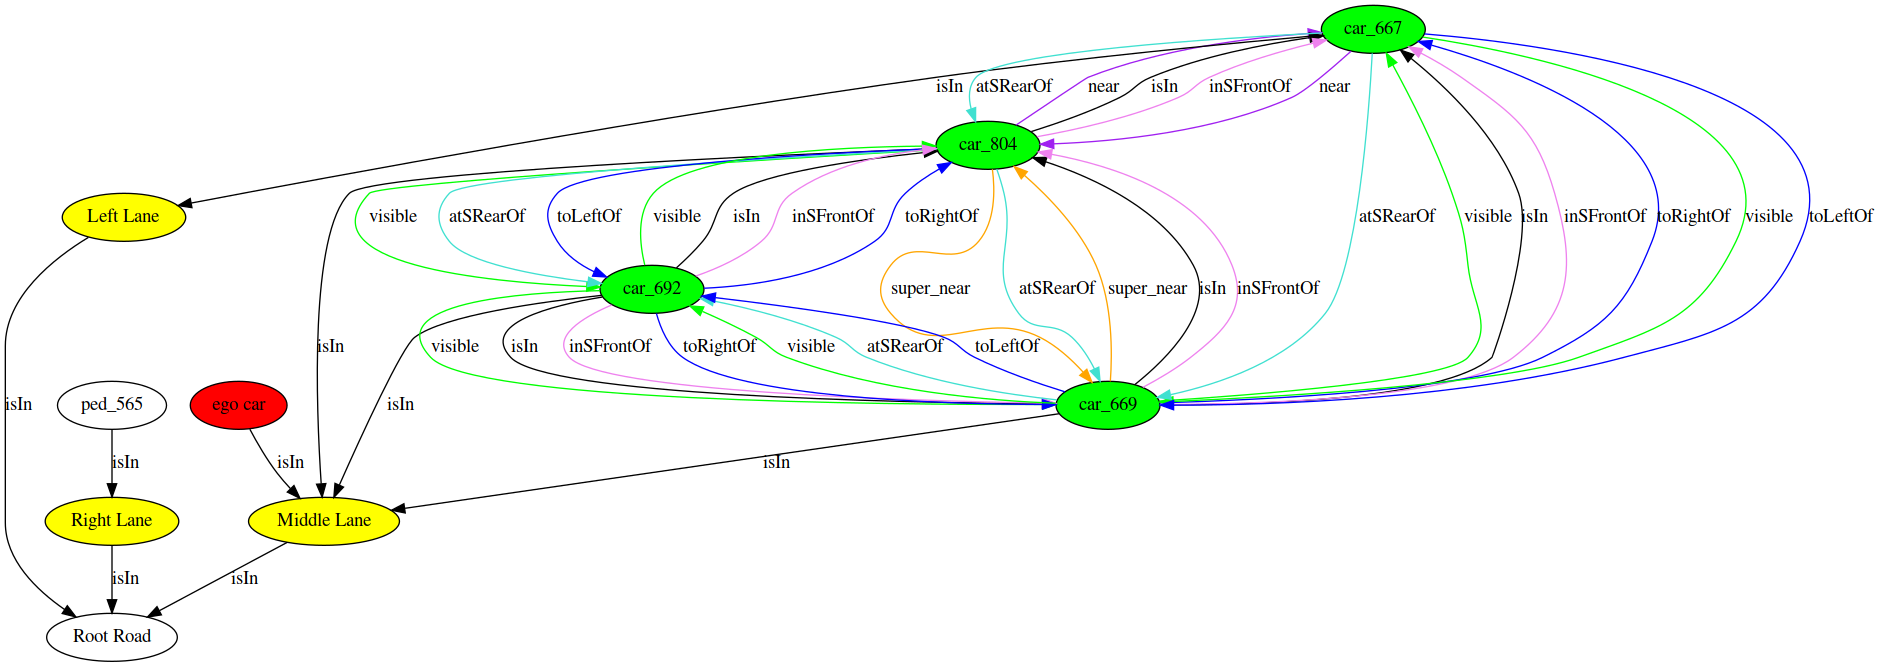 car_667
isIn atSRearOf near isIn inSFrontOf near
car_804
Left Lane visible atSRearOf toLeftOf visible isIn inSFrontOf toRightOf atSRearOf visible isIn inSFrontOf toRightOf visible toLeftOf
car_692 super_near atSRearOf super_near isIn inSFrontOf
isIn visible isIn inSFrontOf toRightOf visible atSRearOf toLeftOf
isIn ped_565 ego car isIn car_669
isIn isIn isIn
Right Lane Middle Lane
isIn isIn
Root Road